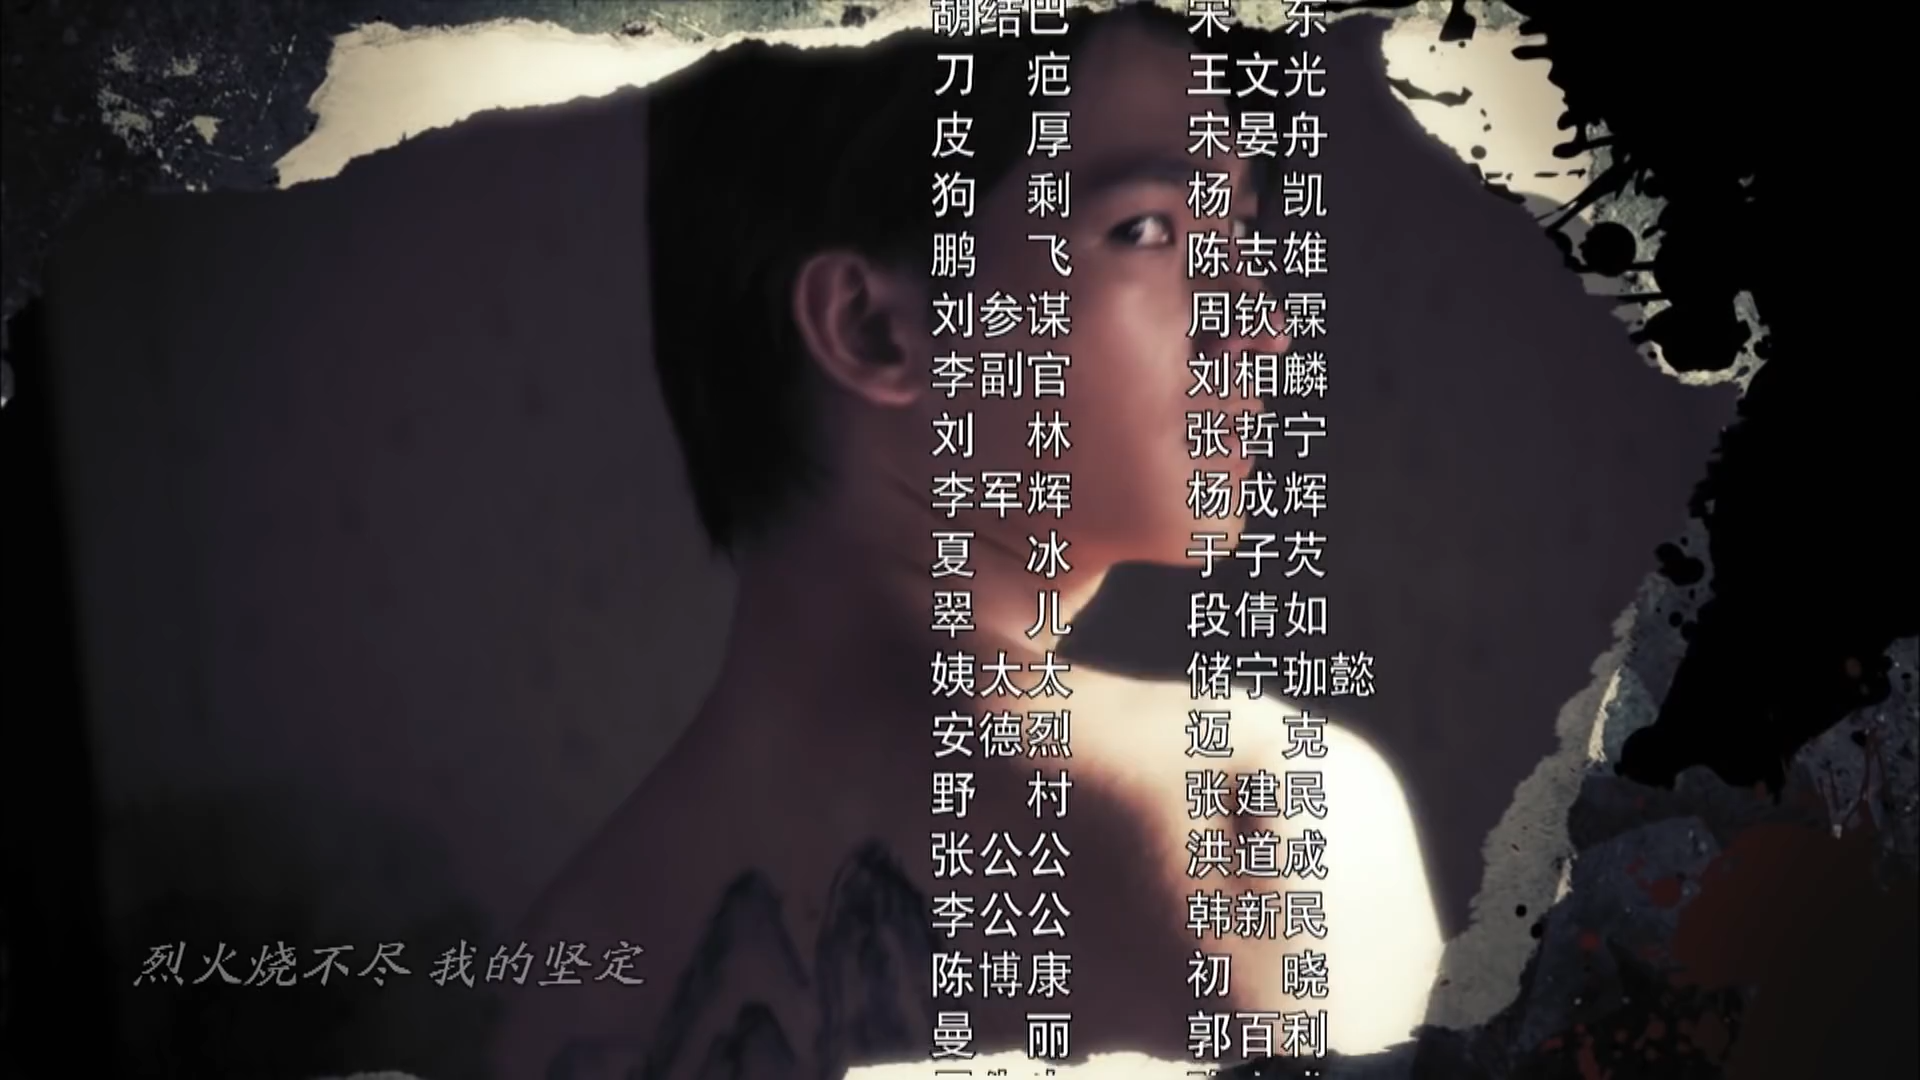 胡结巴 宋东
刀疤 王文光
皮厚 宋晏舟
狗剩 杨凯
鹏飞 陈志雄
刘参谋 周钦霖
李副官 刘相麟
刘林 张哲宁
李军辉 杨成辉
夏冰 于子苂
翠儿 段倩如
姨太太 储宁珈懿
安德烈 迈克
野村 张建民
张公公 洪道成
李公公 韩新民
烈火烧不尽 我的坚定
陈博康 初晓
曼丽 郭百利